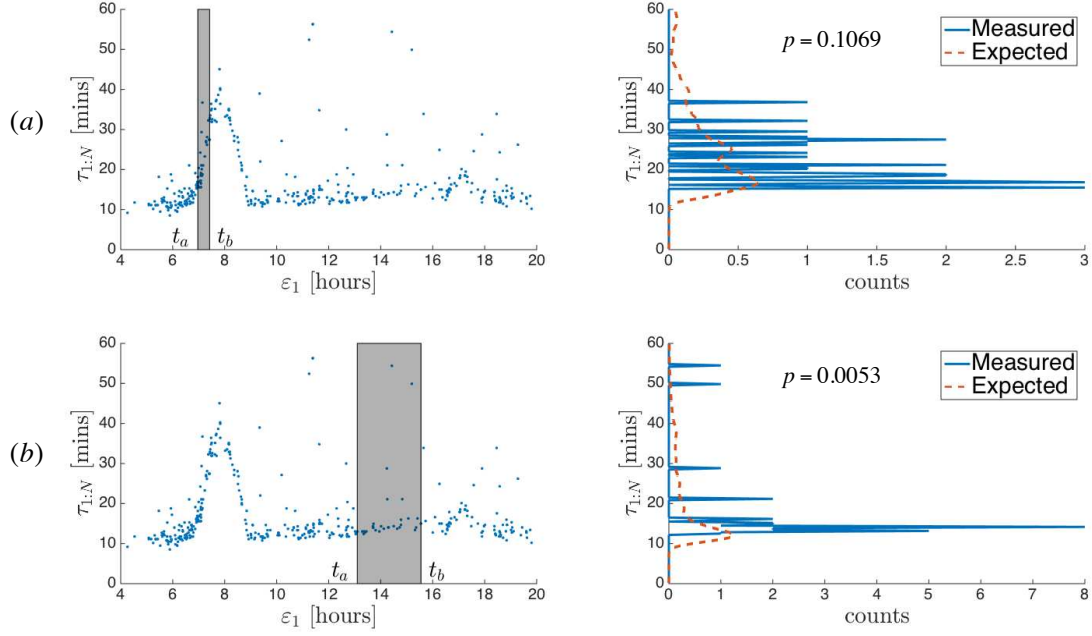 (a)
τ1:N [mins]
60
50
40
30
20
10
0
ta
tb
4 6 8 10 12 14 16 18 20
ε1 [hours]
τ1:N [mins]
60
50
40
30
20
10
0
p = 0.1069
Measured
Expected
0 0.5 1 1.5 2 2.5 3
counts
(b)
τ1:N [mins]
60
50
40
30
20
10
0
ta
tb
4 6 8 10 12 14 16 18 20
ε1 [hours]
τ1:N [mins]
60
50
40
30
20
10
0
p = 0.0053
Measured
Expected
0 1 2 3 4 5 6 7 8
counts